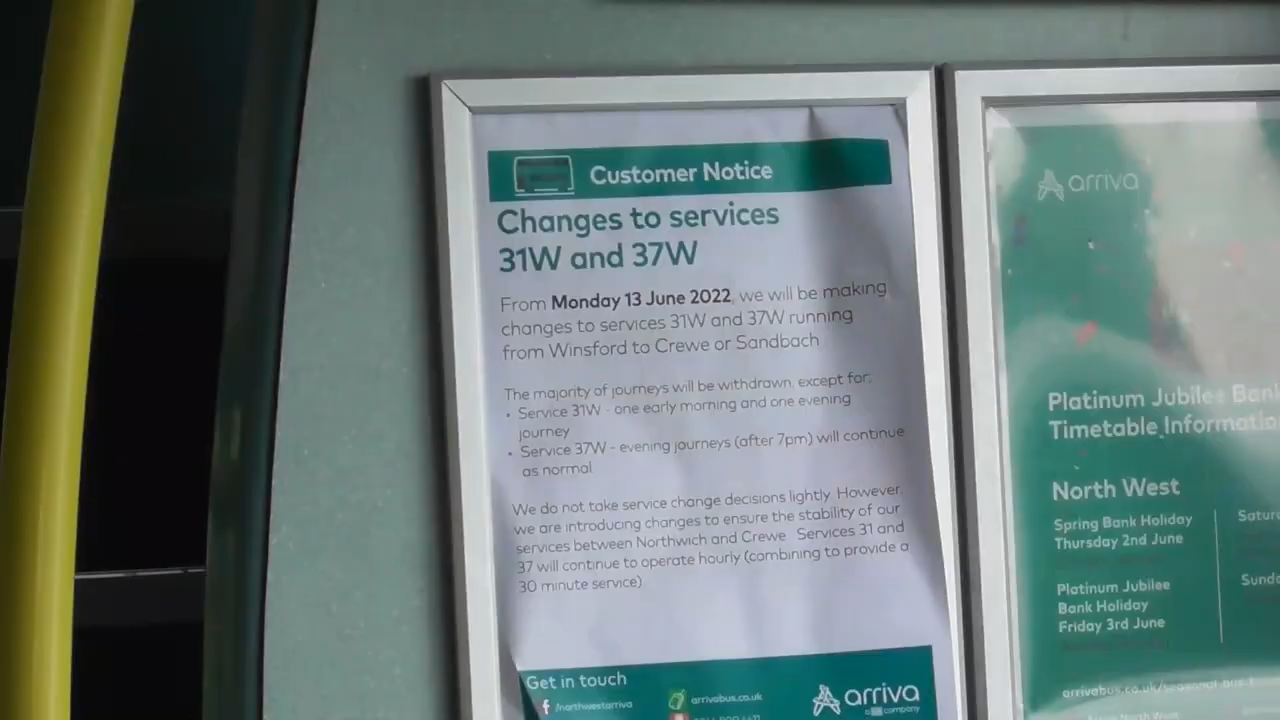 Customer Notice
Changes to services
31W and 37W
From Monday 13 June 2022, we will be making
changes to services 31W and 37W running
from Winsford to Crewe or Sandbach
The majority of journeys will be withdrawn, except for:
• Service 31W - one early morning and one evening
journey
• Service 37W - evening journeys (after 7pm) will continue
as normal
We do not take service change decisions lightly. However,
we are introducing changes to ensure the stability of our
services between Northwich and Crewe. Services 31 and
37 will continue to operate hourly (combining to provide a
30 minute service)
Get in touch
/northwestarriva
arrivabus.co.uk
arriva
company
arriva
Platinum Jubilee Ban
Timetable Informatio
North West
Spring Bank Holiday
Thursday 2nd June
Platinum Jubilee
Bank Holiday
Friday 3rd June
Satur
Sund